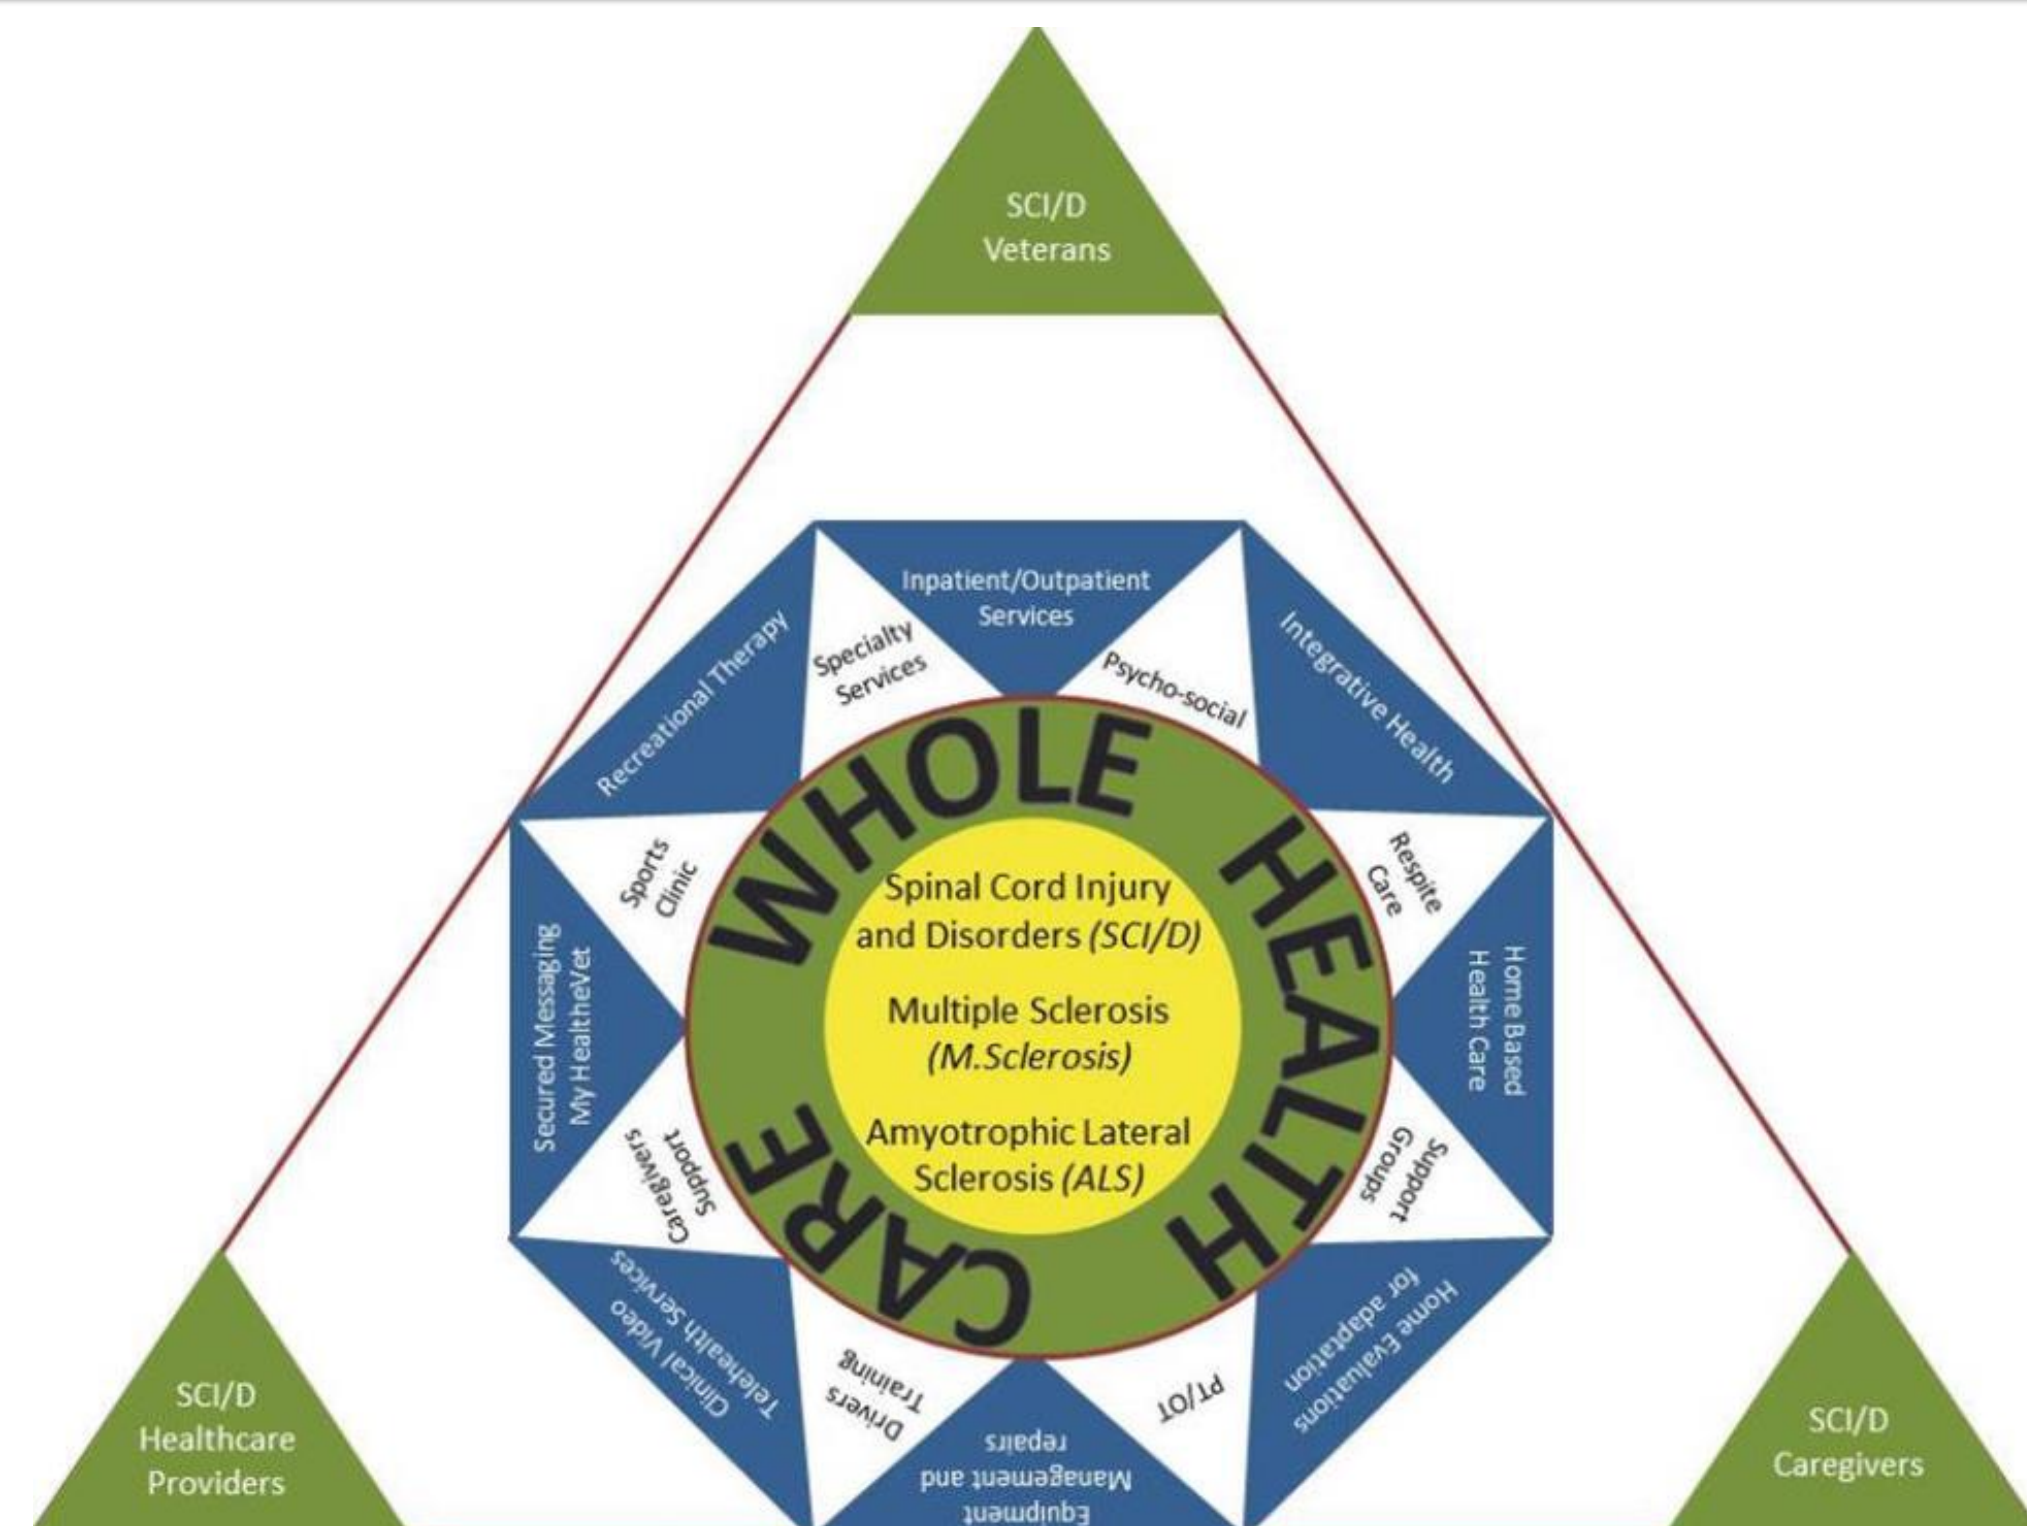 SCI/D
Veterans
Inpatient/Outpatient
Services
Psycho-social
Integrative Health
Respite
Care
Home Based
Health Care
Support
Groups
Home Evaluations
for adaptation
PT/OT
Equipment
Management and
repairs
Drivers
Training
Clinical Video
Telehealth Services
Caregivers
Support
Secured Messaging
My HealtheVet
Sports
Clinic
Recreational Therapy
Specialty
Services
WHOLE HEALTH CARE
Spinal Cord Injury
and Disorders (SCI/D)
Multiple Sclerosis
(M.Sclerosis)
Amyotrophic Lateral
Sclerosis (ALS)
SCI/D
Healthcare
Providers
SCI/D
Caregivers